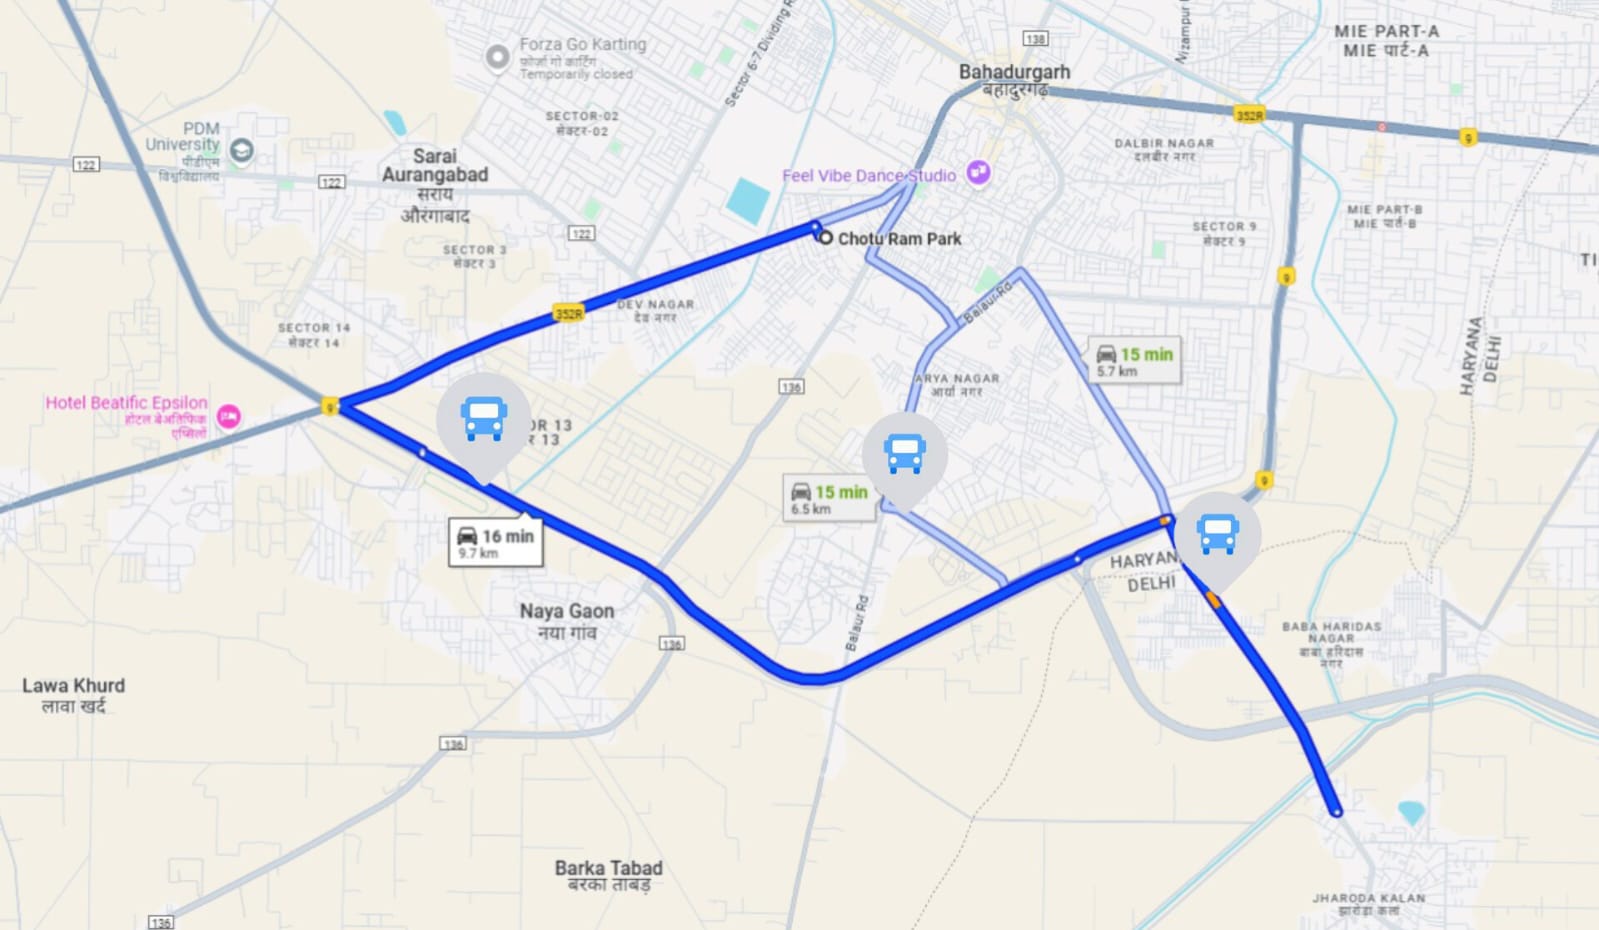 MIE PART-A
MIE पार्ट-A
138
Nizampur
Forza Go Karting
फ़ोर्जा गो कार्टिंग
Temporarily closed
Sector 6-7 Dividing R
Bahadurgarh
बहादुरगढ़
352R
9
SECTOR-02
सेक्टर-02
PDM
University
पीडीएम
विश्वविद्यालय
122
122
Sarai
Aurangabad
सराय
औरंगाबाद
DALBIR NAGAR
दलबीर नगर
Feel Vibe Dance Studio
MIE PART-B
MIE पार्ट-B
SECTOR 9
सेक्टर 9
122
Chotu Ram Park
SECTOR 3
सेक्टर 3
TI
9
352R
DEV NAGAR
देव नगर
Balaur Rd
SECTOR 14
सेक्टर 14
HARYANA
DELHI
15 min
5.7 km
136
ARYA NAGAR
आर्या नगर
Hotel Beatific Epsilon
होटल बेअतिफिक
एप्सिलों
9
OR 13
र 13
9
15 min
6.5 km
16 min
9.7 km
HARYAN
DELHI
Naya Gaon
नया गांव
Balaur Rd
136
BABA HARIDAS
NAGAR
बाबा हरिदास
नगर
Lawa Khurd
लावा खुर्द
136
Barka Tabad
बरका ताबड़
JHARODA KALAN
झारोडा कलां
136